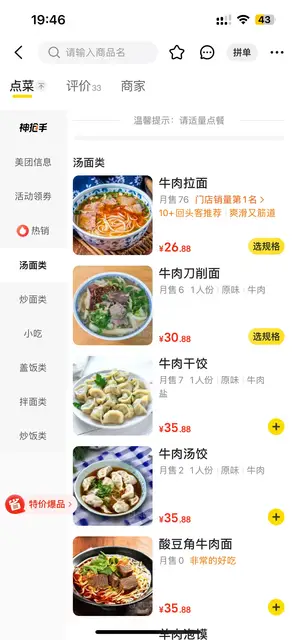 19:46
43
请输入商品名
拼单
点菜
评价33
商家
神抢手
温馨提示：请适量点餐
美团信息
活动领券
热销
汤面类
炒面类
小吃
盖饭类
拌面类
炒饭类
省
特价爆品
汤面类
牛肉拉面
月售76 门店销量第1名
10+回头客推荐 爽滑又筋道
¥26.88
选规格
牛肉刀削面
月售6 1人份 原味 牛肉
¥30.88
选规格
牛肉干饺
月售7 1人份 原味 牛肉
盐
¥35.88
牛肉汤饺
月售2 1人份 原味 牛肉
¥35.88
酸豆角牛肉面
月售0 非常的好吃
¥35.88
羊肉泡馍